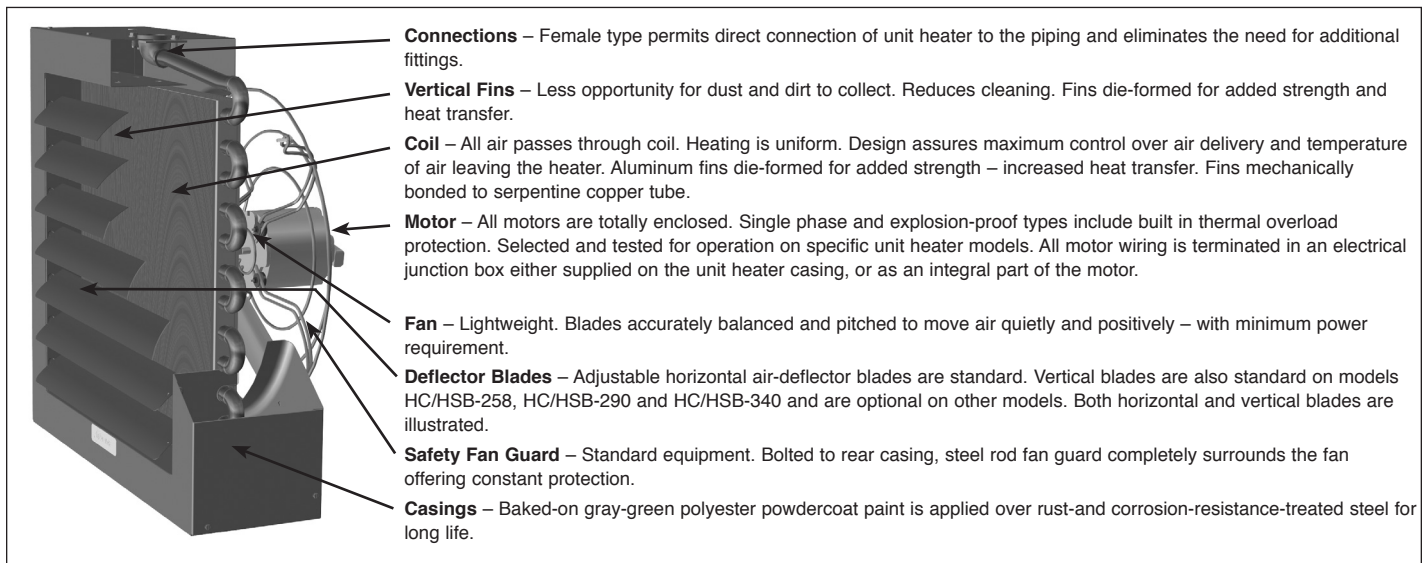 Connections – Female type permits direct connection of unit heater to the piping and eliminates the need for additional
fittings.
Vertical Fins – Less opportunity for dust and dirt to collect. Reduces cleaning. Fins die-formed for added strength and
heat transfer.
Coil – All air passes through coil. Heating is uniform. Design assures maximum control over air delivery and temperature
of air leaving the heater. Aluminum fins die-formed for added strength – increased heat transfer. Fins mechanically
bonded to serpentine copper tube.
Motor – All motors are totally enclosed. Single phase and explosion-proof types include built in thermal overload
protection. Selected and tested for operation on specific unit heater models. All motor wiring is terminated in an electrical
junction box either supplied on the unit heater casing, or as an integral part of the motor.
Fan – Lightweight. Blades accurately balanced and pitched to move air quietly and positively – with minimum power
requirement.
Deflector Blades – Adjustable horizontal air-deflector blades are standard. Vertical blades are also standard on models
HC/HSB-258, HC/HSB-290 and HC/HSB-340 and are optional on other models. Both horizontal and vertical blades are
illustrated.
Safety Fan Guard – Standard equipment. Bolted to rear casing, steel rod fan guard completely surrounds the fan
offering constant protection.
Casings – Baked-on gray-green polyester powdercoat paint is applied over rust-and corrosion-resistance-treated steel for
long life.